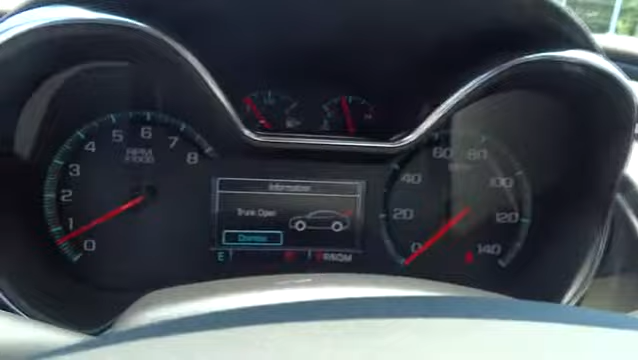 5 6 7
4 RPM 8
3 x1000
2
1
0
Information
Trunk Open
Dismiss
E
60 80
40 100
20 120
0 140